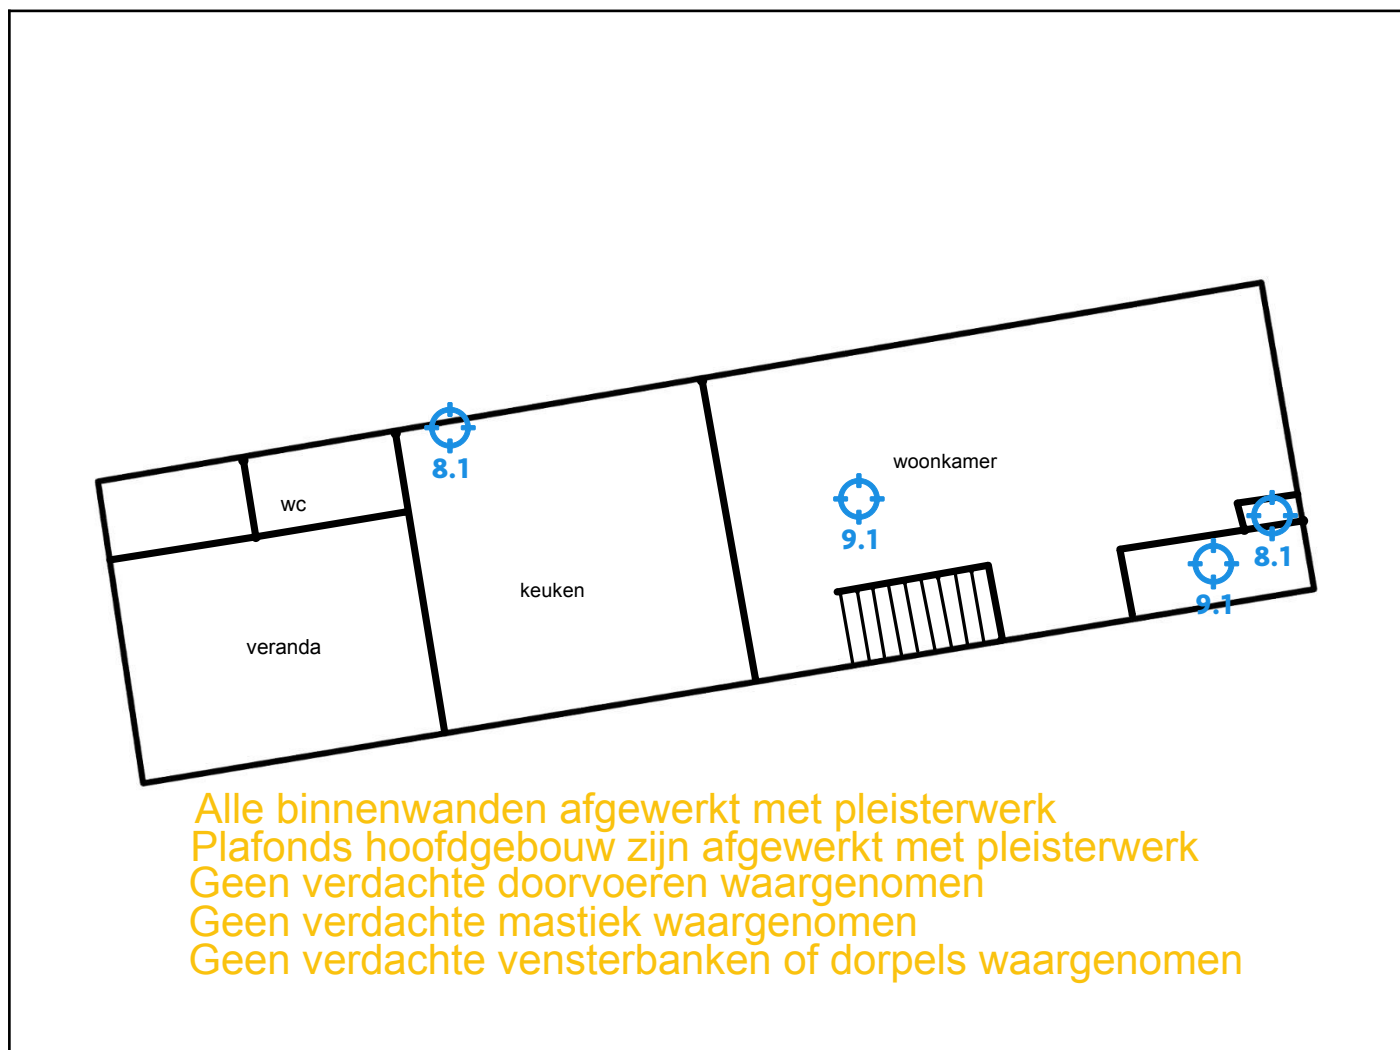 8.1
woonkamer
wc
9.1
8.1
keuken
9.1
veranda
Alle binnenwanden afgewerkt met pleisterwerk
Plafonds hoofdgebouw zijn afgewerkt met pleisterwerk
Geen verdachte doorvoeren waargenomen
Geen verdachte mastiek waargenomen
Geen verdachte vensterbanken of dorpels waargenomen